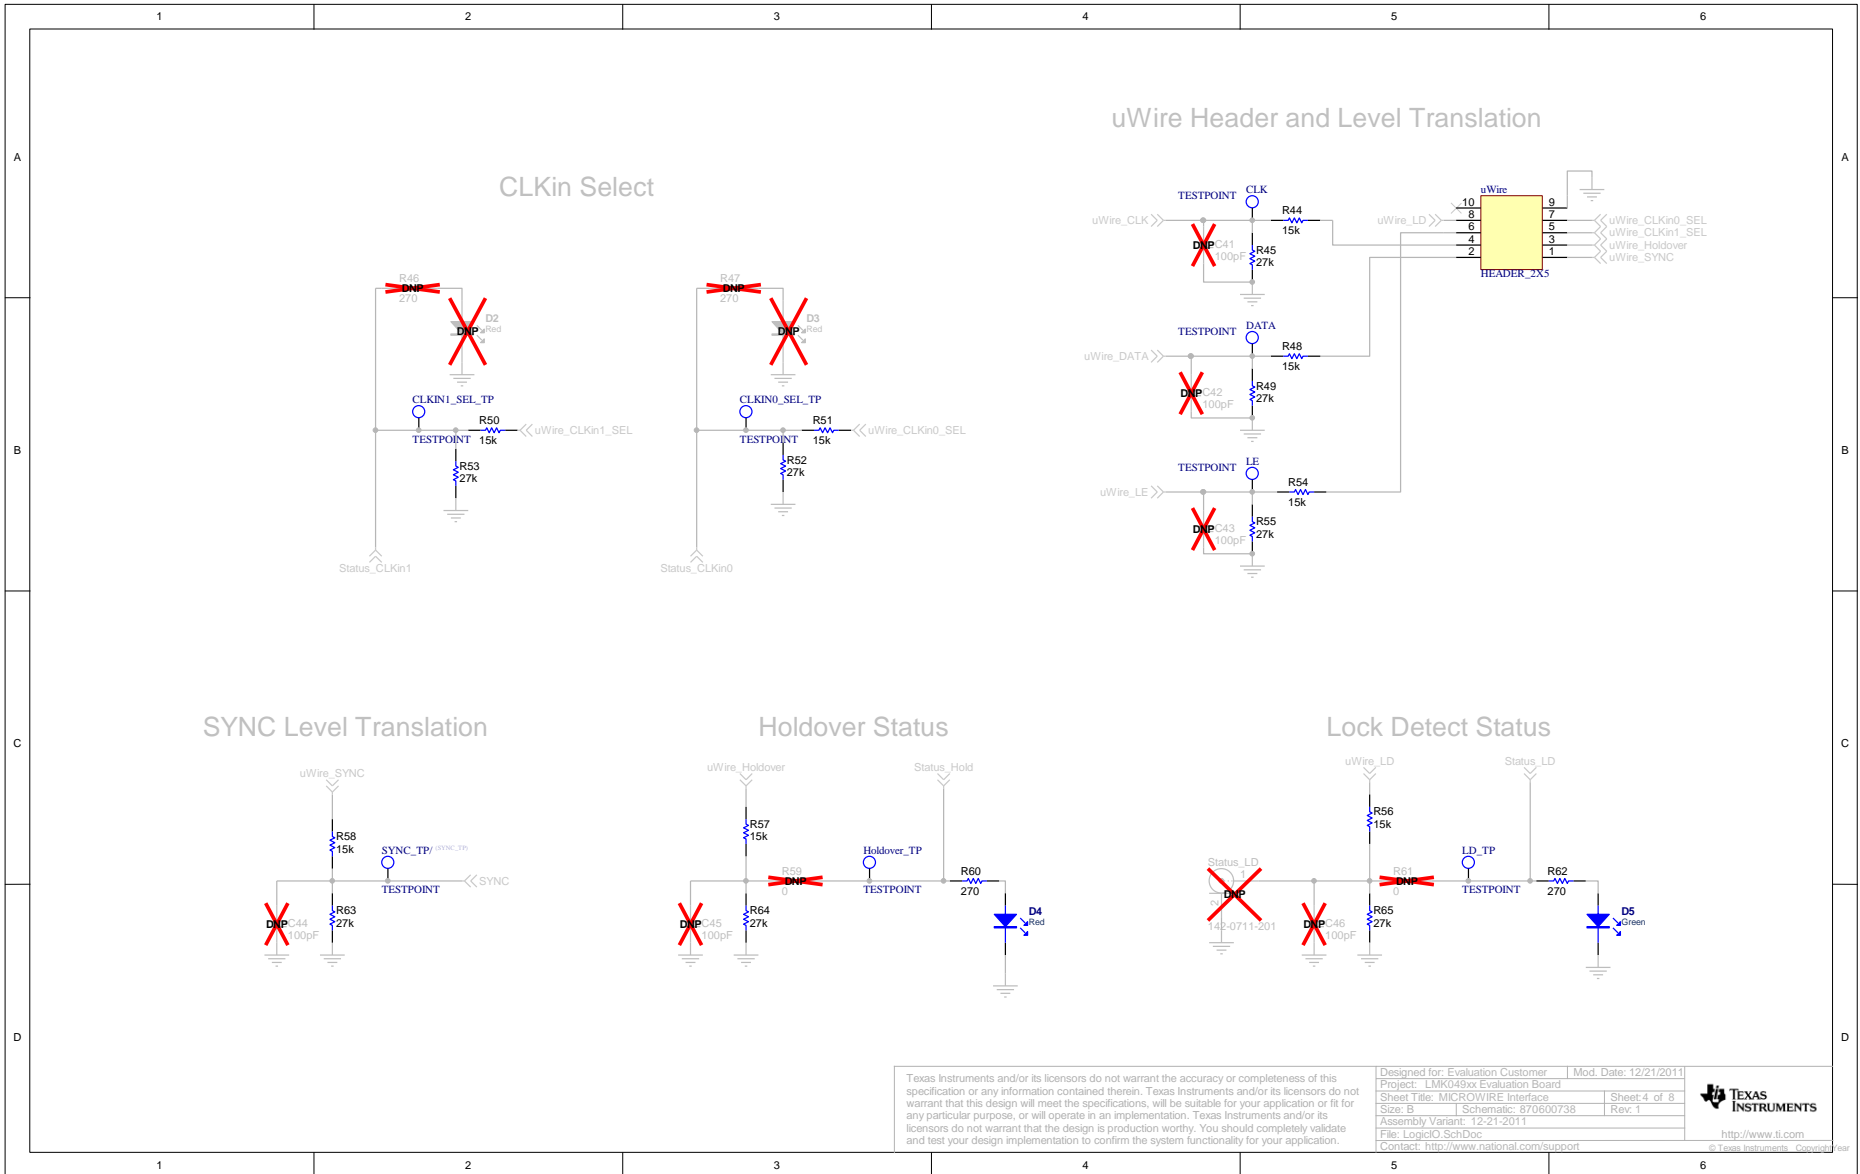 1 2 3 4 5 6
A A
B B
C C
D D
uWire Header and Level Translation
CLKin Select
TESTPOINT CLK
uWire_CLK
R44
15k
DNP C41
100pF
R45
27k
uWire
10 9
8 7
6 5
4 3
2 1
HEADER_2X5
uWire_LD
uWire_CLKin0_SEL
uWire_CLKin1_SEL
uWire_Holdover
uWire_SYNC
TESTPOINT DATA
uWire_DATA
R48
15k
DNP C42
100pF
R49
27k
TESTPOINT LE
uWire_LE
R54
15k
DNP C43
100pF
R55
27k
R46
DNP
270
D2
DNP Red
CLKIN1_SEL_TP
TESTPOINT
R50
15k
uWire_CLKin1_SEL
R53
27k
Status_CLKin1
R47
DNP
270
D3
DNP Red
CLKIN0_SEL_TP
TESTPOINT
R51
15k
uWire_CLKin0_SEL
R52
27k
Status_CLKin0
SYNC Level Translation
uWire_SYNC
R58
15k
SYNC_TP/ (SYNC_TP)
TESTPOINT
SYNC
DNP C44
100pF
R63
27k
Holdover Status
uWire_Holdover
Status_Hold
R57
15k
R59
DNP
0
Holdover_TP
TESTPOINT
R60
270
DNP C45
100pF
R64
27k
D4
Red
Lock Detect Status
uWire_LD
Status_LD
R56
15k
Status_LD
1
DNP
2
142-0711-201
R61
DNP
0
LD_TP
TESTPOINT
R62
270
DNP C46
100pF
R65
27k
D5
Green
Texas Instruments and/or its licensors do not warrant the accuracy or completeness of this
specification or any information contained therein. Texas Instruments and/or its licensors do not
warrant that this design will meet the specifications, will be suitable for your application or fit for
any particular purpose, or will operate in an implementation. Texas Instruments and/or its
licensors do not warrant that the design is production worthy. You should completely validate
and test your design implementation to confirm the system functionality for your application.
Designed for: Evaluation Customer Mod. Date: 12/21/2011
Project: LMK049xx Evaluation Board
Sheet Title: MICROWIRE Interface Sheet: 4 of 8
Size: B Schematic: 870600738 Rev: 1
Assembly Variant: 12-21-2011
File: LogicIO.SchDoc
Contact: http://www.national.com/support
TEXAS
INSTRUMENTS
http://www.ti.com
© Texas Instruments CopyrightYear
1 2 3 4 5 6